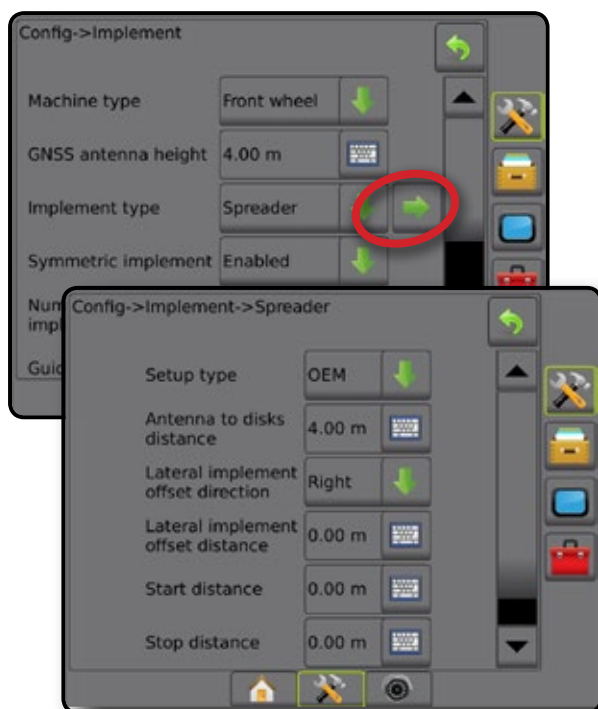 Config->Implement
Machine type Front wheel
GNSS antenna height 4.00 m
Implement type Spreader
Symmetric implement Enabled
Config->Implement->Spreader
Setup type OEM
Antenna to disks
distance 4.00 m
Lateral implement
offset direction Right
Lateral implement
offset distance 0.00 m
Start distance 0.00 m
Stop distance 0.00 m